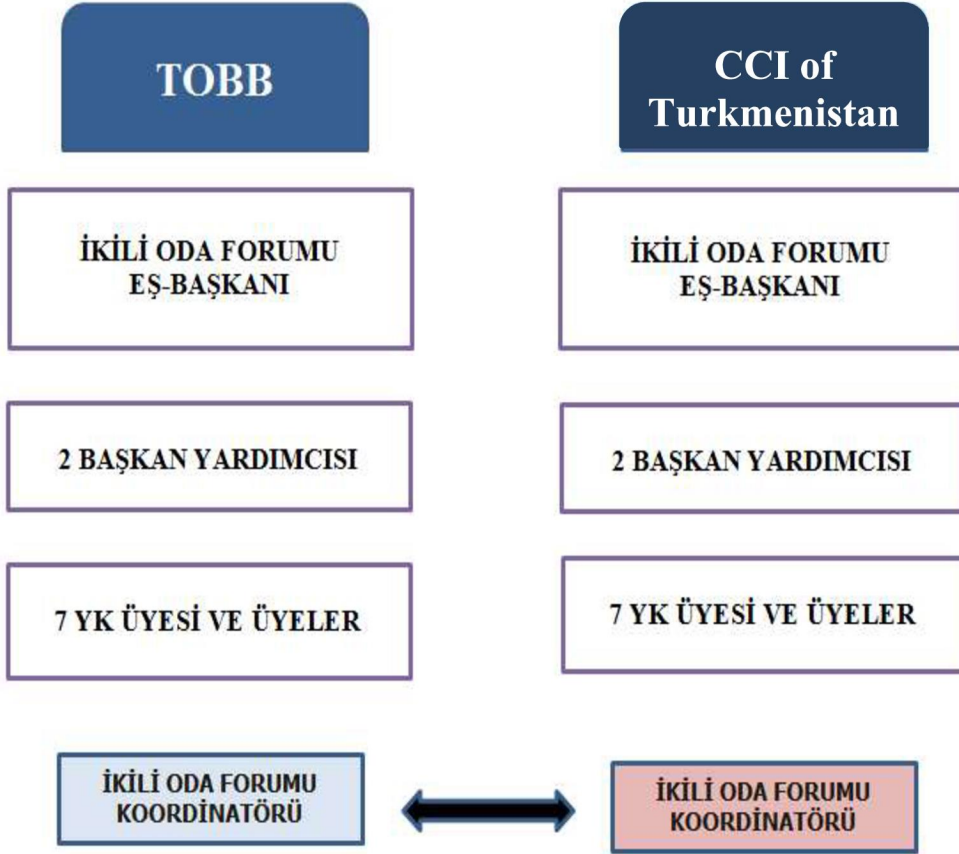 TOBB
CCI of
Turkmenistan
İKİLİ ODA FORUMU
EŞ-BAŞKANI
İKİLİ ODA FORUMU
EŞ-BAŞKANI
2 BAŞKAN YARDIMCISI
2 BAŞKAN YARDIMCISI
7 YK ÜYESİ VE ÜYELER
7 YK ÜYESİ VE ÜYELER
İKİLİ ODA FORUMU
KOORDİNATÖRÜ
İKİLİ ODA FORUMU
KOORDİNATÖRÜ